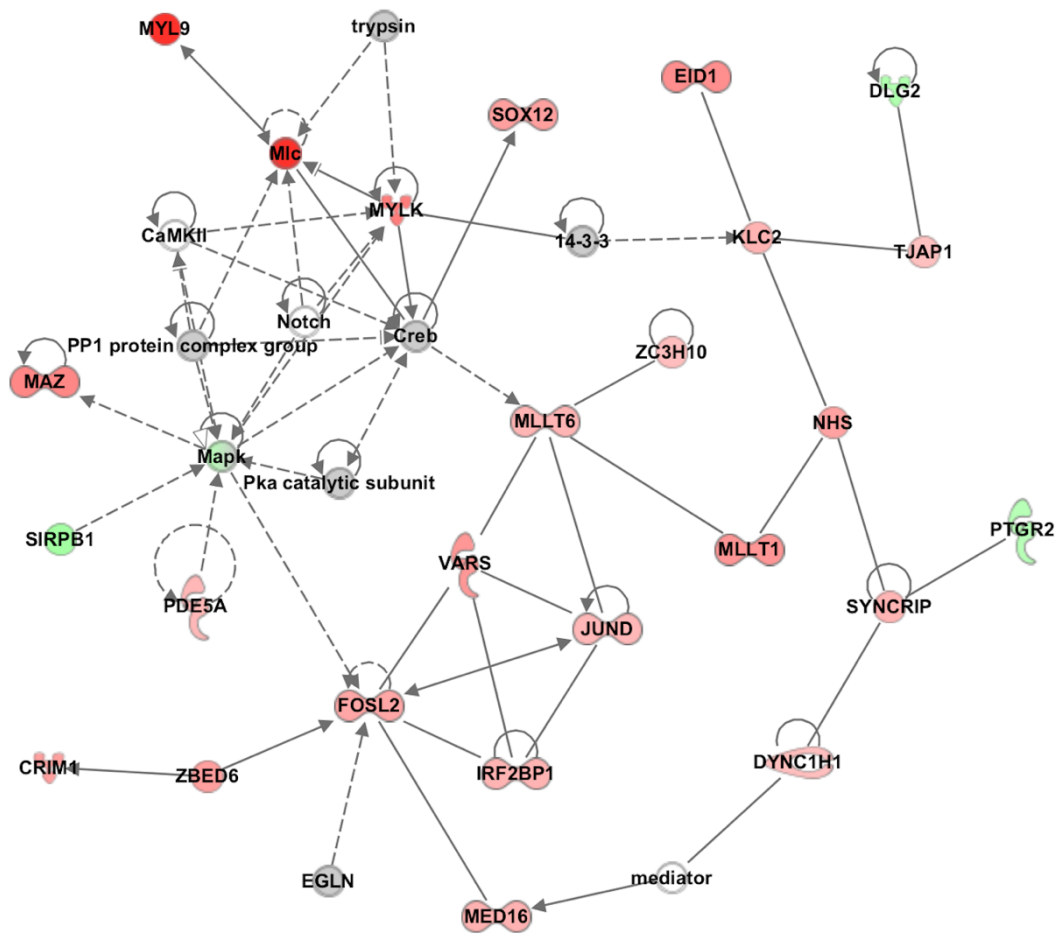 MYL9
trypsin
EID1
DLG2
SOX12
Mlc
MYLK
CaMKII
14-3-3
KLC2
TJAP1
Notch
Creb
PP1 protein complex group
ZC3H10
MAZ
MLLT6
NHS
Mapk
Pka catalytic subunit
PTGR2
SIRPB1
MLLT1
VARS
PDE5A
SYNCRIP
JUND
FOSL2
CRIM1
ZBED6
IRF2BP1
DYNC1H1
EGLN
mediator
MED16